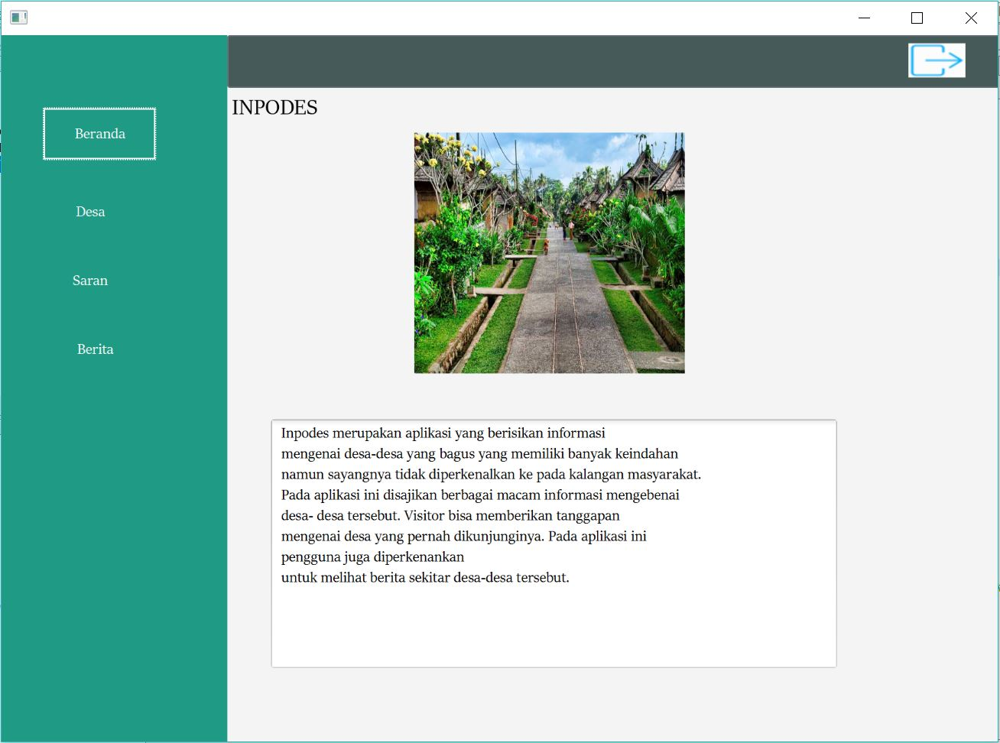 INPODES
Beranda
Desa
Saran
Berita
Inpodes merupakan aplikasi yang berisikan informasi
mengenai desa-desa yang bagus yang memiliki banyak keindahan
namun sayangnya tidak diperkenalkan ke pada kalangan masyarakat.
Pada aplikasi ini disajikan berbagai macam informasi mengebenai
desa- desa tersebut. Visitor bisa memberikan tanggapan
mengenai desa yang pernah dikunjunginya. Pada aplikasi ini
pengguna juga diperkenankan
untuk melihat berita sekitar desa-desa tersebut.